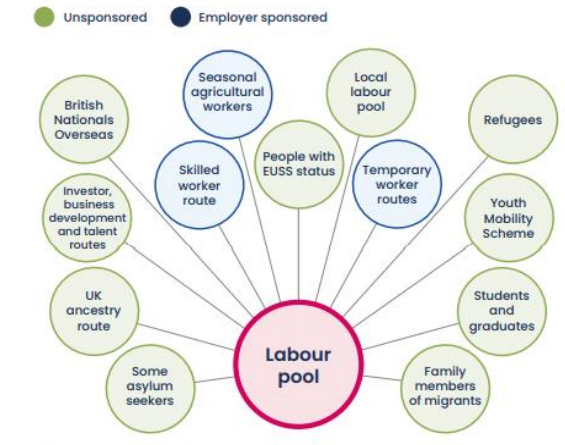 Unsponsored
Employer sponsored
Seasonal
agricultural
workers
Local
labour
pool
British
Nationals
Overseas
Refugees
People with
EUSS status
Skilled
worker
route
Temporary
worker
routes
Investor,
business
development
and talent
routes
Youth
Mobility
Scheme
UK
ancestry
route
Students
and
graduates
Labour
pool
Some
asylum
seekers
Family
members
of migrants